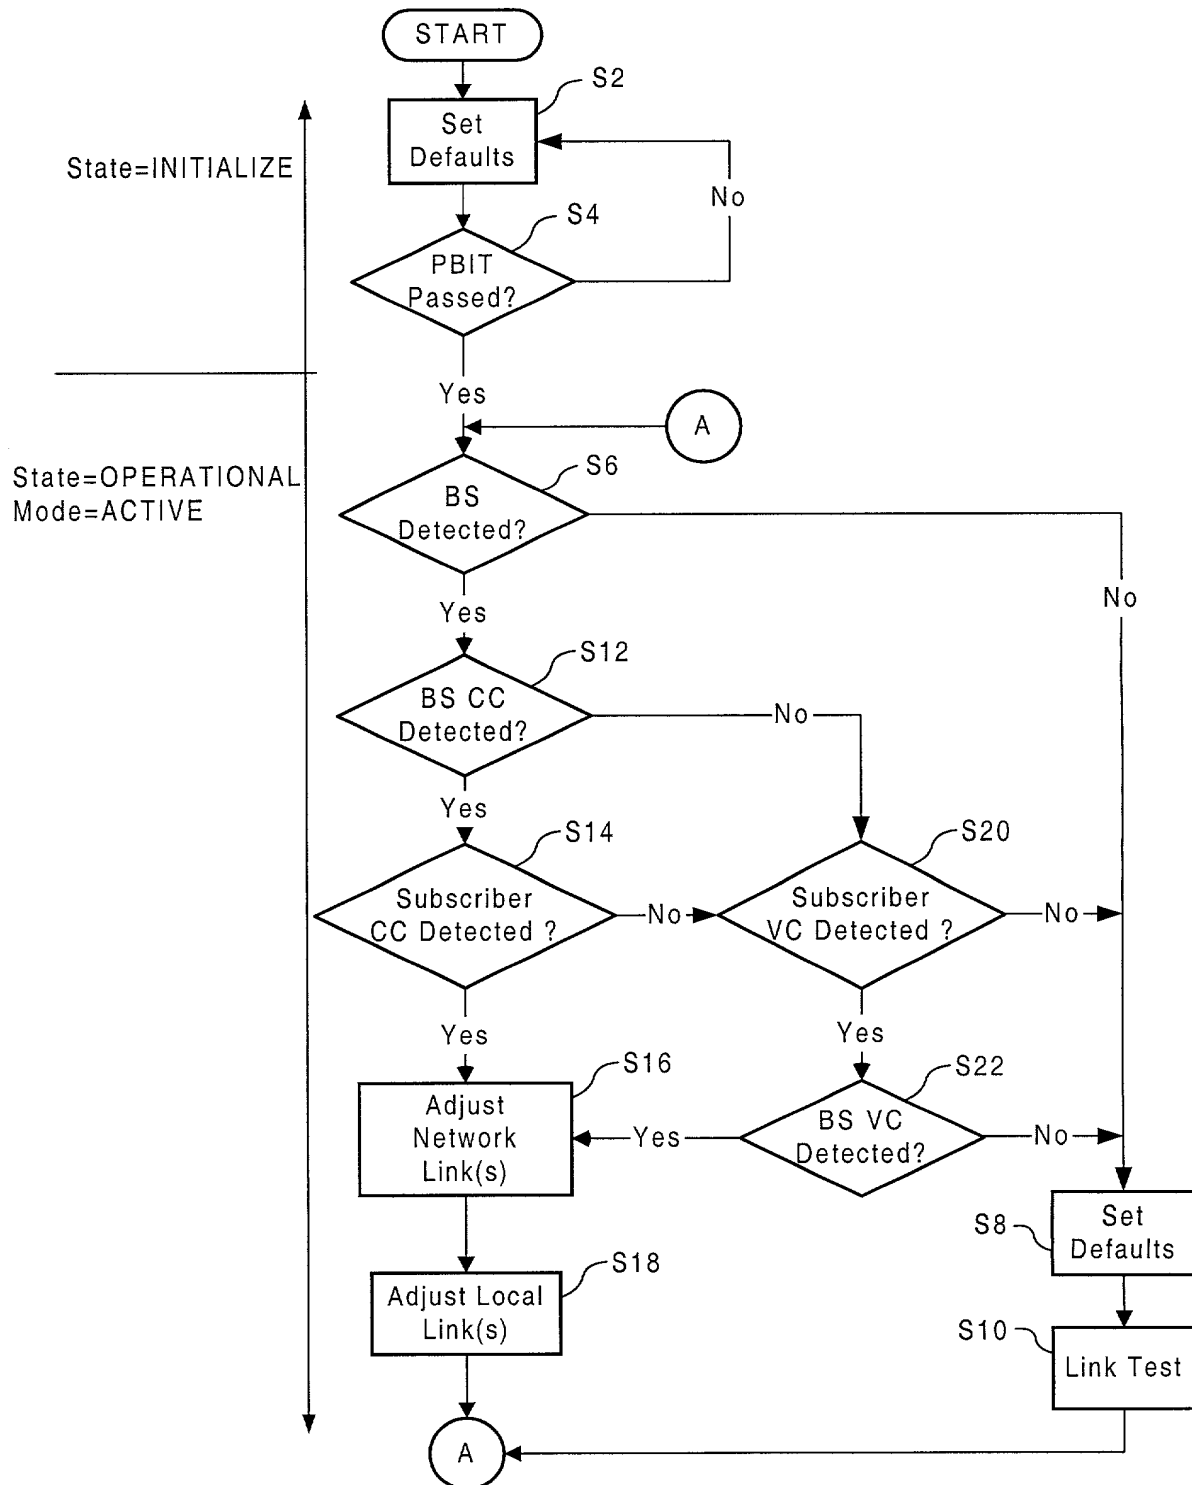 START
S2
Set
Defaults
State=INITIALIZE
No
S4
PBIT
Passed?
Yes
A
S6
State=OPERATIONAL
Mode=ACTIVE
BS
Detected?
No
Yes
S12
BS CC
Detected?
No
Yes
S14
S20
Subscriber
CC Detected ?
No
Subscriber
VC Detected ?
No
Yes
Yes
S16
S22
Adjust
Network
Link(s)
Yes
BS VC
Detected?
No
S8
Set
Defaults
S18
Adjust Local
Link(s)
S10
Link Test
A